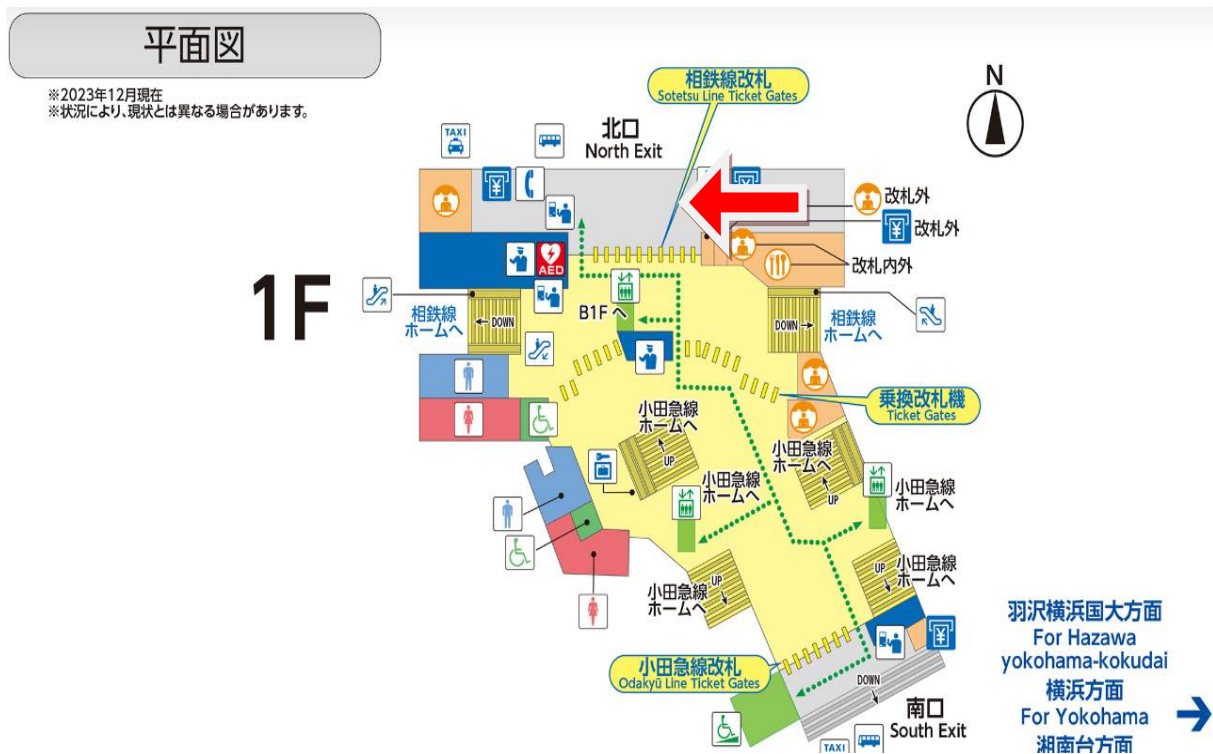 平面図
※2023年12月現在
※状況により、現状とは異なる場合があります。
相鉄線改札
Sotetsu Line Ticket Gates
N
TAXI
北口
North Exit
改札外
¥
¥
改札外
改札内外
AED
1F
B1Fへ
相鉄線
ホームへ
← DOWN
DOWN →
相鉄線
ホームへ
乗換改札機
Ticket Gates
小田急線
ホームへ
UP
小田急線
ホームへ
UP
小田急線
ホームへ
小田急線
ホームへ
小田急線
ホームへ
UP
UP
小田急線
ホームへ
¥
小田急線改札
Odakyū Line Ticket Gates
DOWN
南口
South Exit
TAXI
羽沢横浜国大方面
For Hazawa
yokohama-kokudai
横浜方面
For Yokohama
湘南台方面